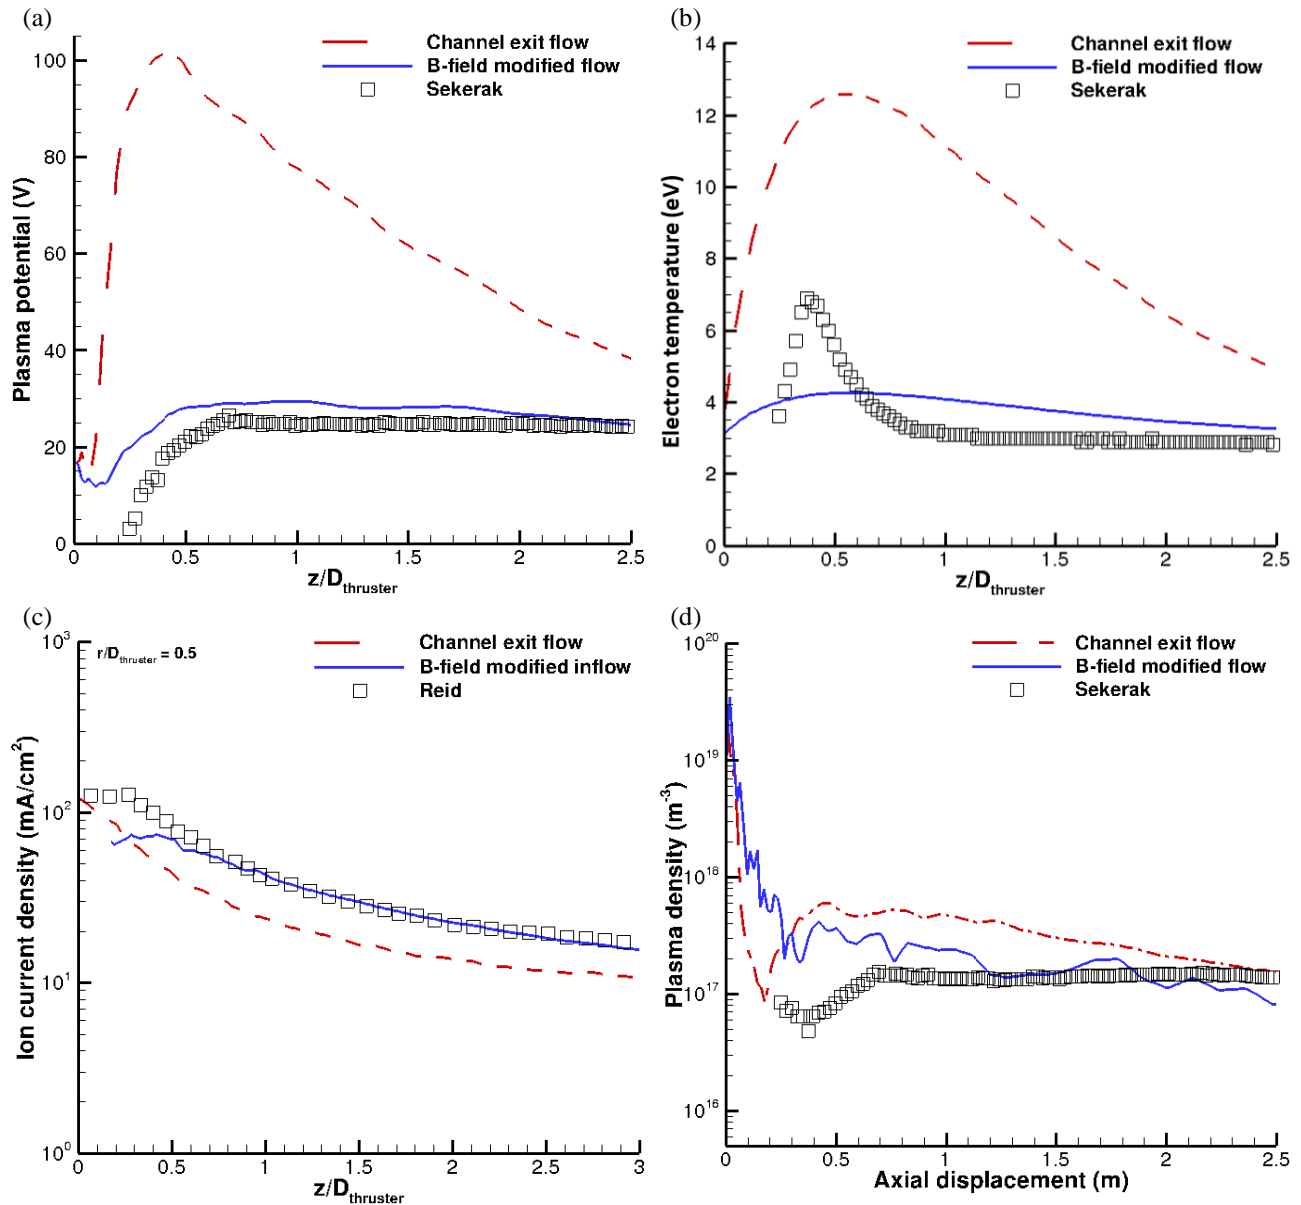 (a)
Channel exit flow
B-field modified flow
Sekerak
Plasma potential (V)
100
80
60
40
20
0
0
0.5
1
1.5
2
2.5
z/D_thruster
(b)
Channel exit flow
B-field modified flow
Sekerak
Electron temperature (eV)
14
12
10
8
6
4
2
0
0
0.5
1
1.5
2
2.5
z/D_thruster
(c)
r/D_thruster = 0.5
Channel exit flow
B-field modified inflow
Reid
Ion current density (mA/cm²)
10³
10²
10¹
10⁰
0
0.5
1
1.5
2
2.5
3
z/D_thruster
(d)
Channel exit flow
B-field modified flow
Sekerak
Plasma density (m⁻³)
10²⁰
10¹⁹
10¹⁸
10¹⁷
10¹⁶
0
0.5
1
1.5
2
2.5
Axial displacement (m)